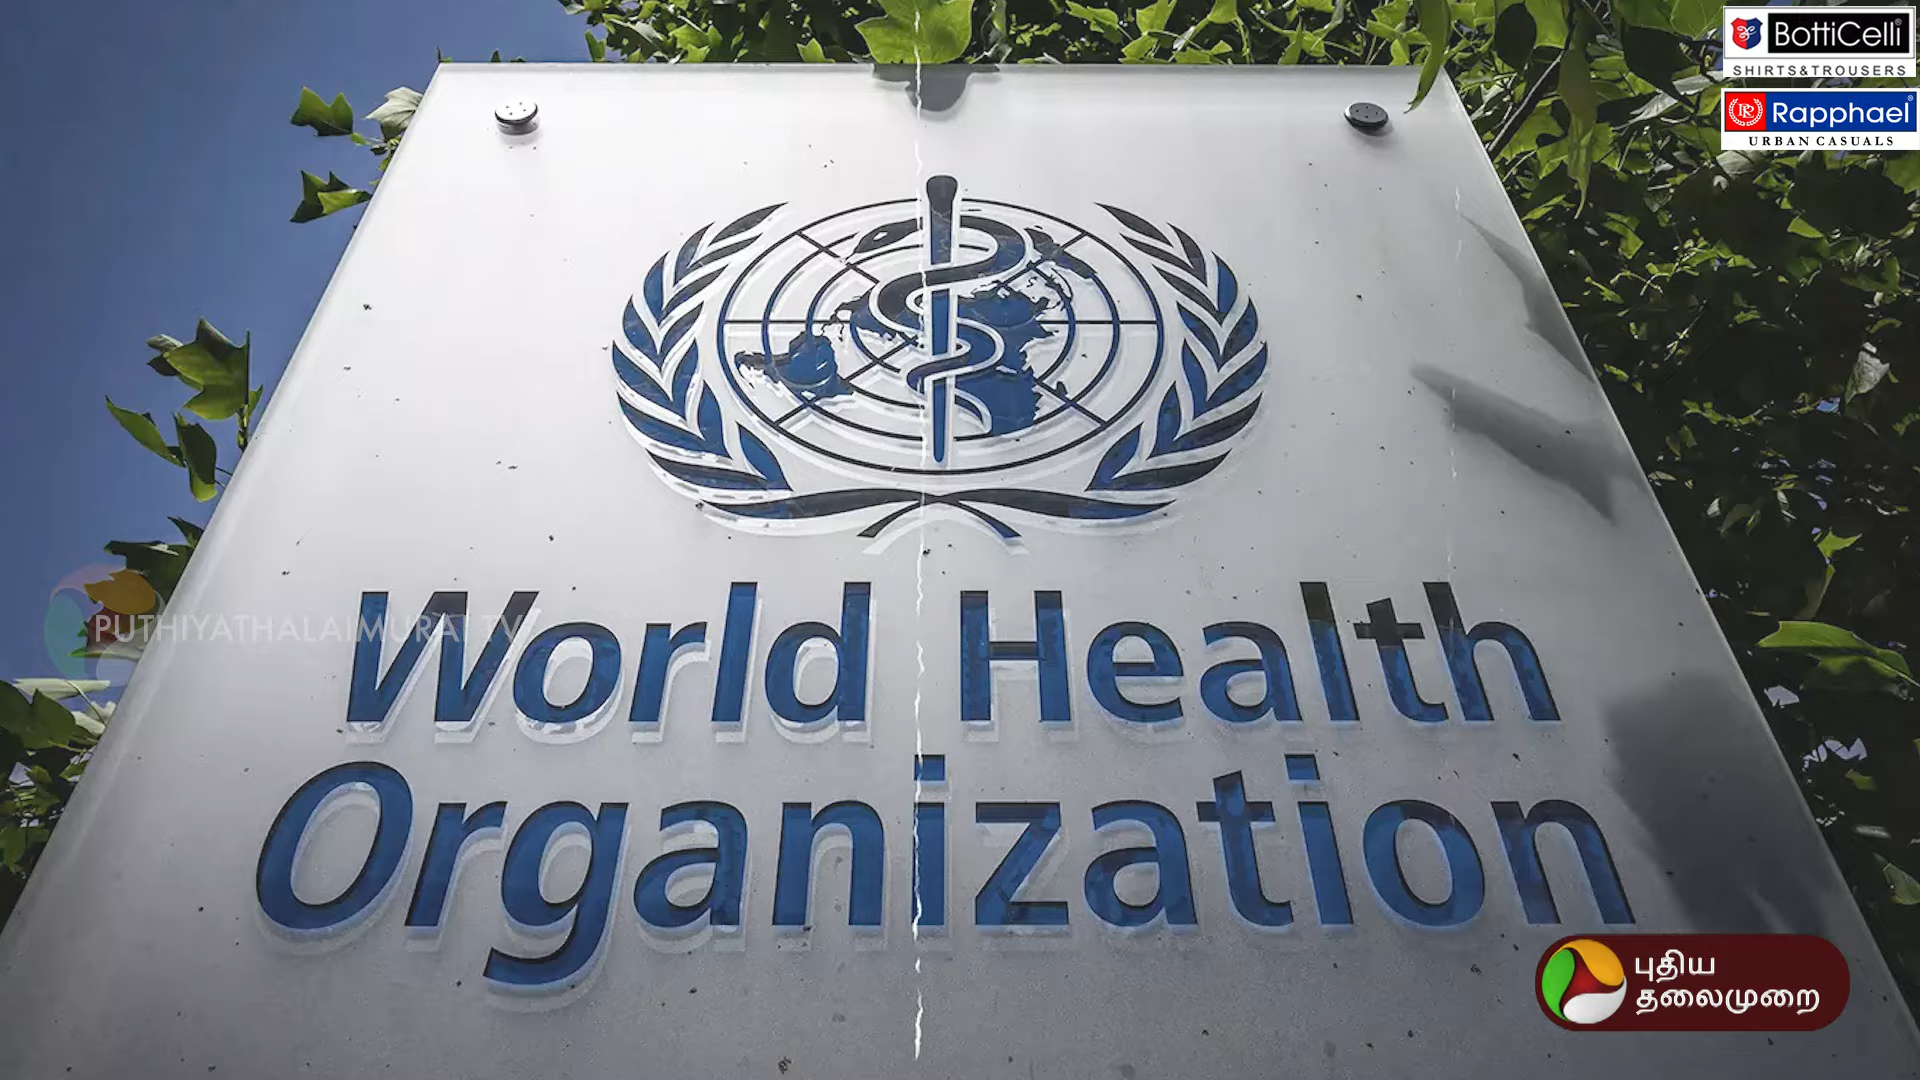 BottiCelli
SHIRTS&TROUSERS
Rapphael
URBAN CASUALS
World Health
PUTHIYATHALAIMURAI TV
Organization
புதிய
தலைமுறை